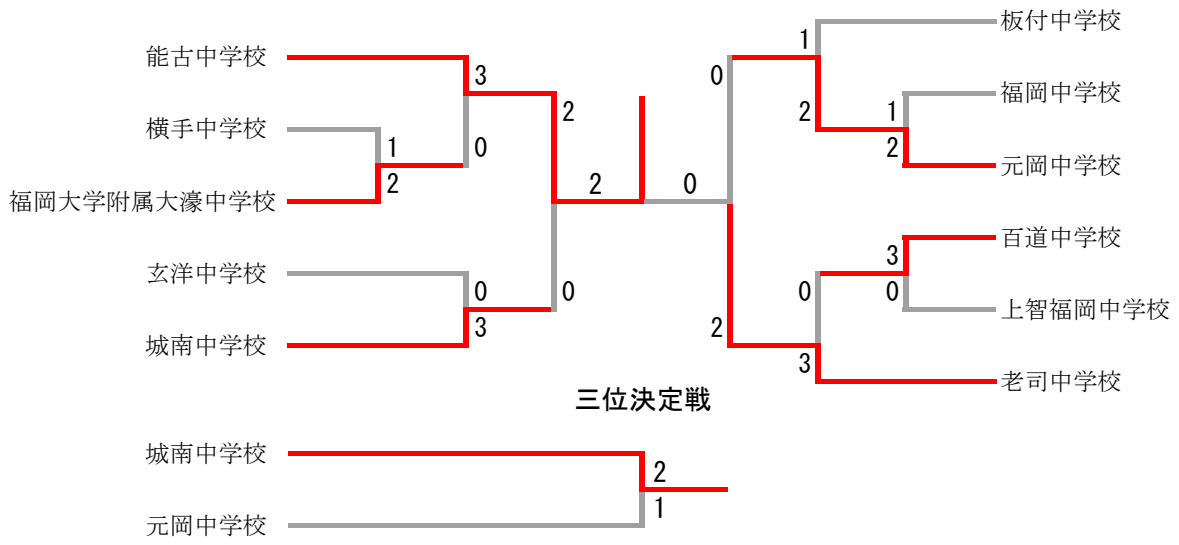 能古中学校
横手中学校
福岡大学附属大濠中学校
玄洋中学校
城南中学校
3
0
1
2
0
3
2
0
2
0
0
2
1
2
1
2
3
0
0
3
板付中学校
福岡中学校
元岡中学校
百道中学校
上智福岡中学校
老司中学校
三位決定戦
城南中学校
元岡中学校
2
1